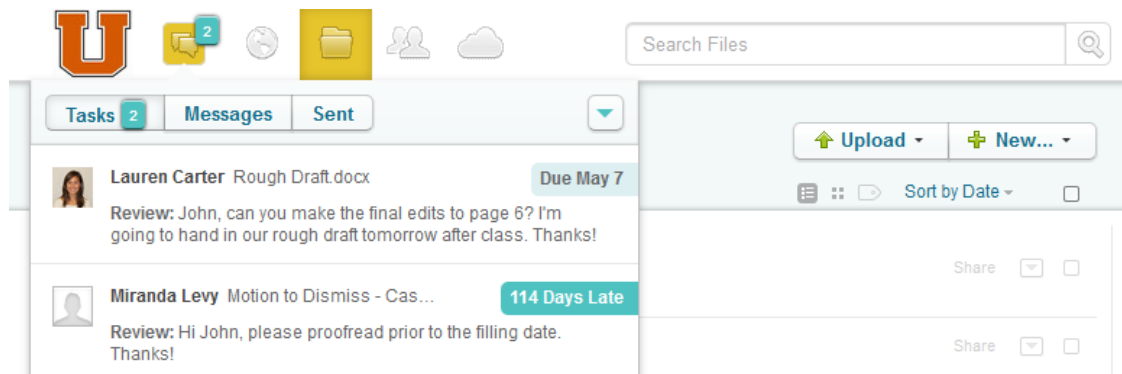 U
2
Search Files
Tasks 2 Messages Sent
Upload New...
Lauren Carter Rough Draft.docx Due May 7
Sort by Date
Review: John, can you make the final edits to page 6? I'm
going to hand in our rough draft tomorrow after class. Thanks!
Share
Miranda Levy Motion to Dismiss - Cas... 114 Days Late
Review: Hi John, please proofread prior to the filling date.
Thanks!
Share